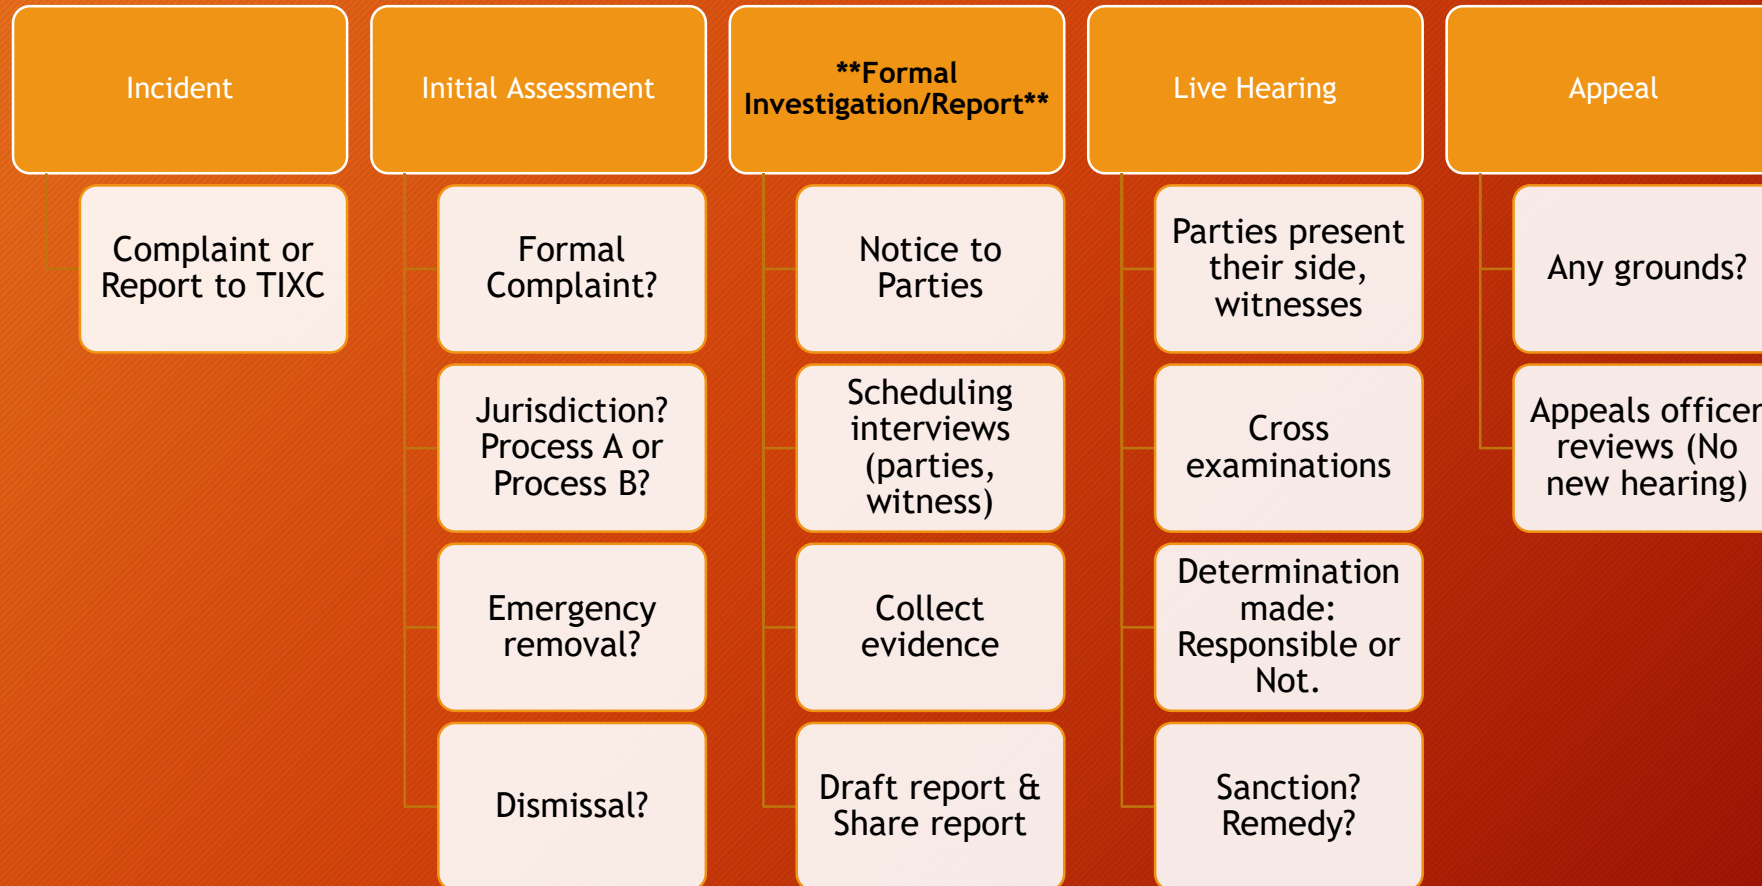 Incident
Complaint or
Report to TIXC
Initial Assessment
Formal
Complaint?
Jurisdiction?
Process A or
Process B?
Emergency
removal?
Dismissal?
**Formal
Investigation/Report**
Notice to
Parties
Scheduling
interviews
(parties,
witness)
Collect
evidence
Draft report &
Share report
Live Hearing
Parties present
their side,
witnesses
Cross
examinations
Determination
made:
Responsible or
Not.
Sanction?
Remedy?
Appeal
Any grounds?
Appeals officer
reviews (No
new hearing)